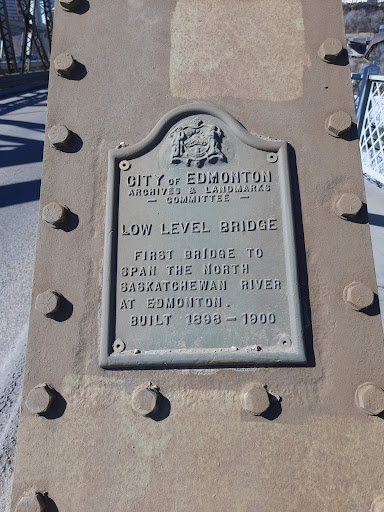 CITY OF EDMONTON
ARCHIVES & LANDMARKS
— COMMITTEE —
LOW LEVEL BRIDGE
FIRST BRIDGE TO
SPAN THE NORTH
SASKATCHEWAN RIVER
AT EDMONTON.
BUILT 1898 — 1900